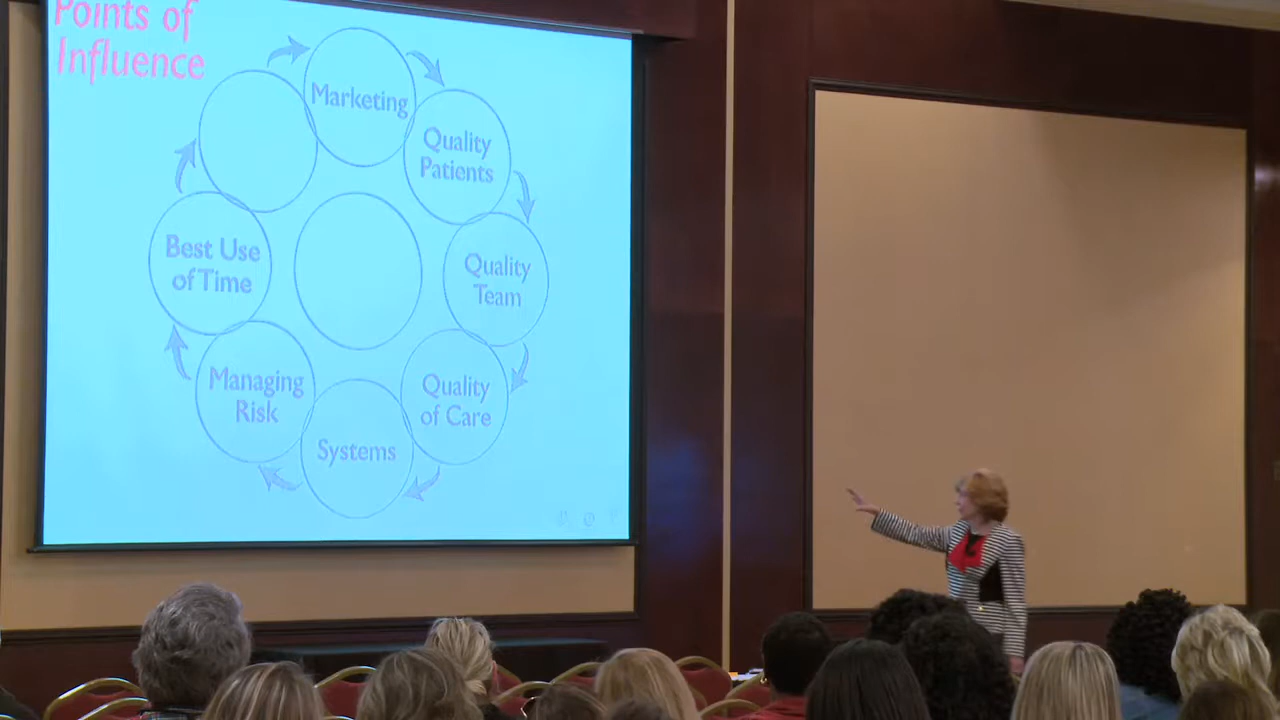 Points of
Influence
Marketing
Quality
Patients
Quality
Team
Quality
of Care
Systems
Managing
Risk
Best Use
of Time